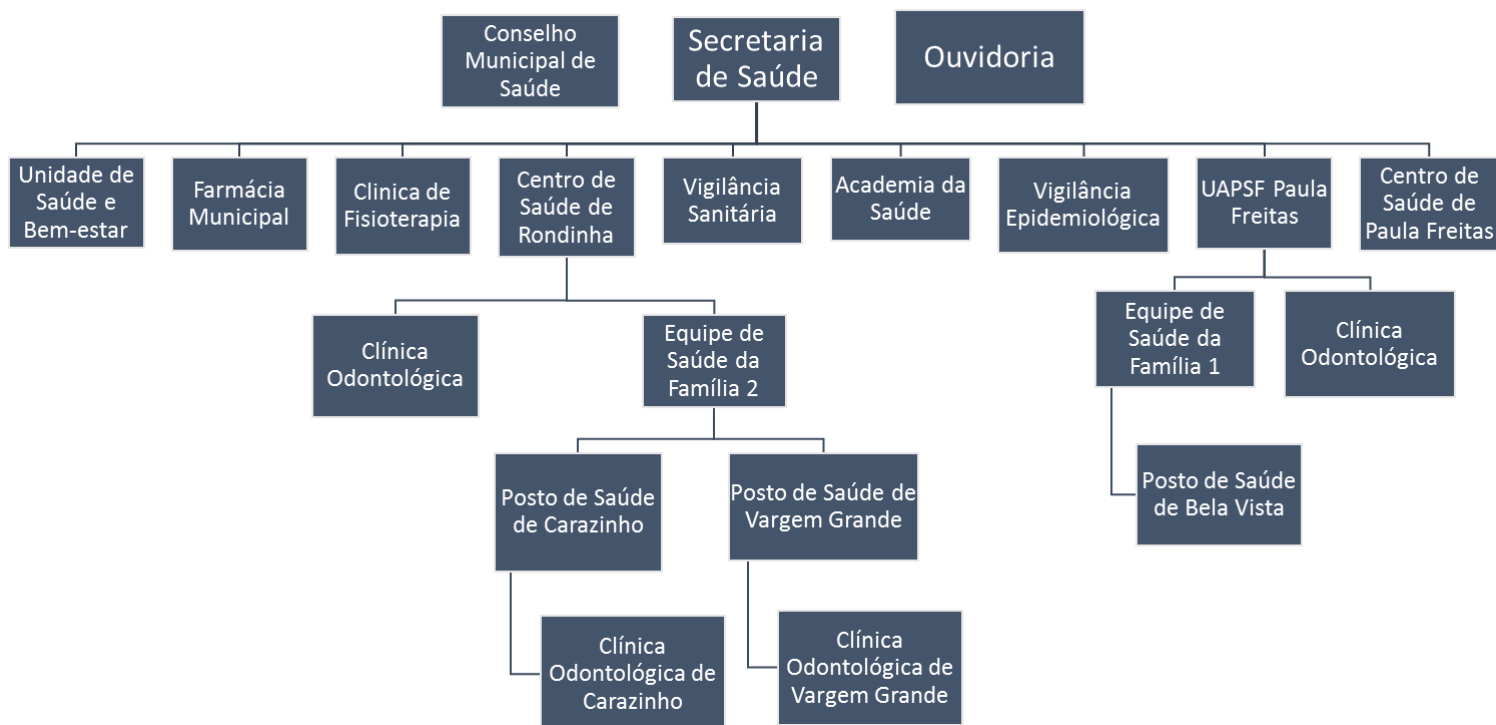 Conselho
Municipal de
Saúde
Secretaria
de Saúde
Ouvidoria
Unidade de
Saúde e
Bem-estar
Farmácia
Municipal
Clinica de
Fisioterapia
Centro de
Saúde de
Rondinha
Vigilância
Sanitária
Academia da
Saúde
Vigilância
Epidemiológica
UAPSF Paula
Freitas
Centro de
Saúde de
Paula Freitas
Clínica
Odontológica
Equipe de
Saúde da
Família 2
Equipe de
Saúde da
Família 1
Clínica
Odontológica
Posto de Saúde
de Carazinho
Posto de Saúde de
Vargem Grande
Posto de Saúde
de Bela Vista
Clínica
Odontológica de
Carazinho
Clínica
Odontológica de
Vargem Grande